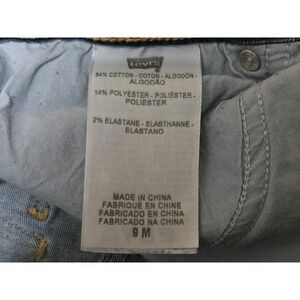 Levi's
84% COTTON - COTON - ALGODÓN -
ALGODÃO
14% POLYESTER - POLIÉSTER -
POLIESTER
2% ELASTANE - ELASTHANNE -
ELASTANO
MADE IN CHINA
FABRIQUE EN CHINE
FABRICADO EN CHINA
FABRICADO NA CHINA
9 M